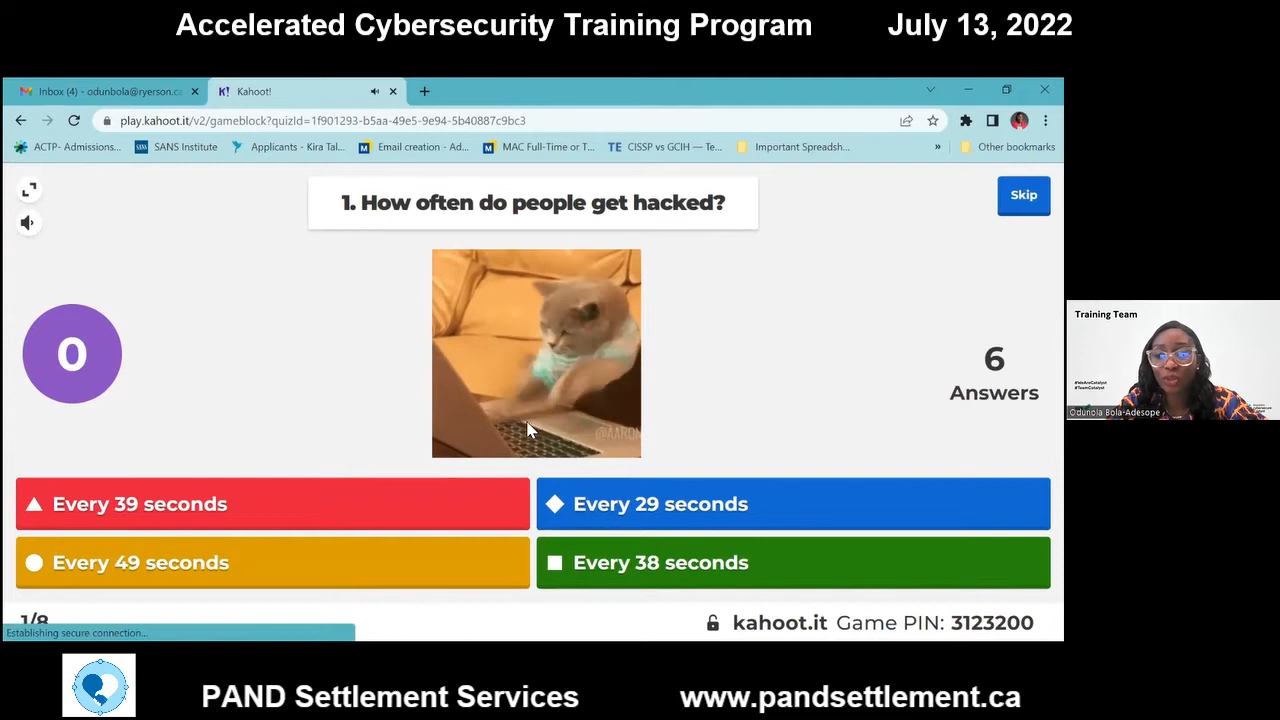 Accelerated Cybersecurity Training Program July 13, 2022
Inbox (4) - odunbola@ryerson.ca
Kahoot!
play.kahoot.it/v2/gameblock?quizId=1f901293-b5aa-49e5-9e94-5b40887c9bc3
ACTP- Admissions... SANS Institute Applicants - Kira Tal... Email creation - Ad... MAC Full-Time or T... TE CISSP vs GCIH — Te... Important Spreadsh... » Other bookmarks
1. How often do people get hacked?
Skip
0
@AARON
6
Answers
Training Team
#WeAreCatalyst
#TeamCatalyst
Odunola Bola-Adesope
Every 39 seconds
Every 29 seconds
Every 49 seconds
Every 38 seconds
1/8
kahoot.it Game PIN: 3123200
Establishing secure connection...
PAND Settlement Services www.pandsettlement.ca